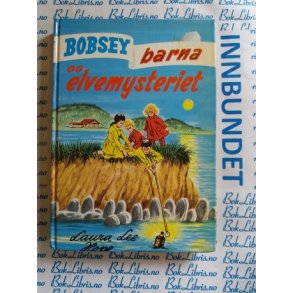 BOBSEY
barna
OG
elvemysteriet
Laura Lee
Hope
INNBUNDET
BokLibris.no